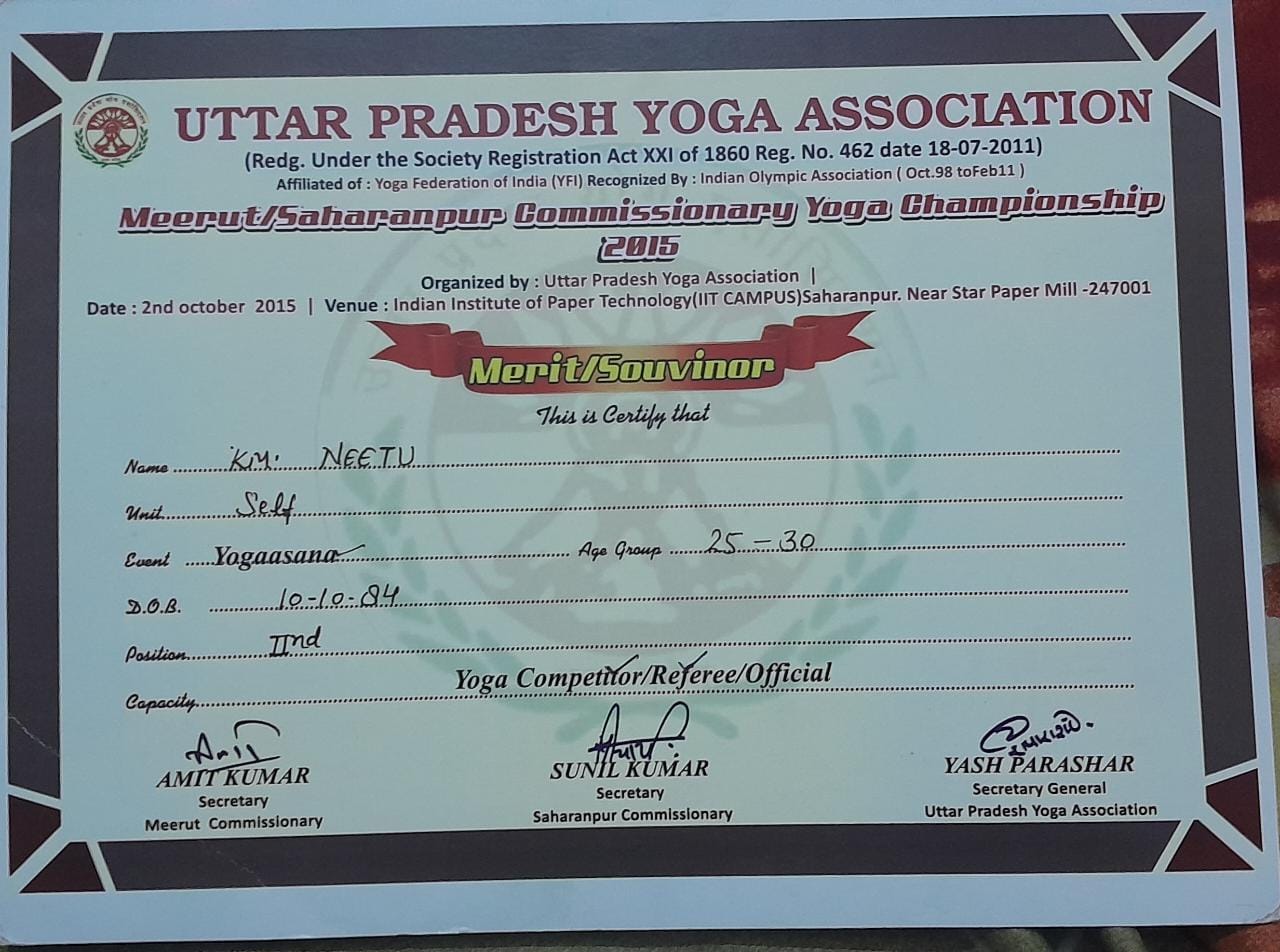 UTTAR PRADESH YOGA ASSOCIATION
(Redg. Under the Society Registration Act XXI of 1860 Reg. No. 462 date 18-07-2011)
Affiliated of : Yoga Federation of India (YFI) Recognized By : Indian Olympic Association ( Oct.98 toFeb11 )
Meerut/Saharanpur Commissionary Yoga Championship
2015
Organized by : Uttar Pradesh Yoga Association |
Date : 2nd october 2015 | Venue : Indian Institute of Paper Technology(IIT CAMPUS)Saharanpur. Near Star Paper Mill -247001
Merit/Souvinor
This is Certify that
Name KM. NEETU
Unit Self
Event Yogaasana Age Group 25 - 30
D.O.B. 10-10-84
Position IInd
Yoga Competitor/Referee/Official
Capacity
AMIT KUMAR SUNIL KUMAR YASH PARASHAR
Secretary Secretary Secretary General
Meerut Commissionary Saharanpur Commissionary Uttar Pradesh Yoga Association